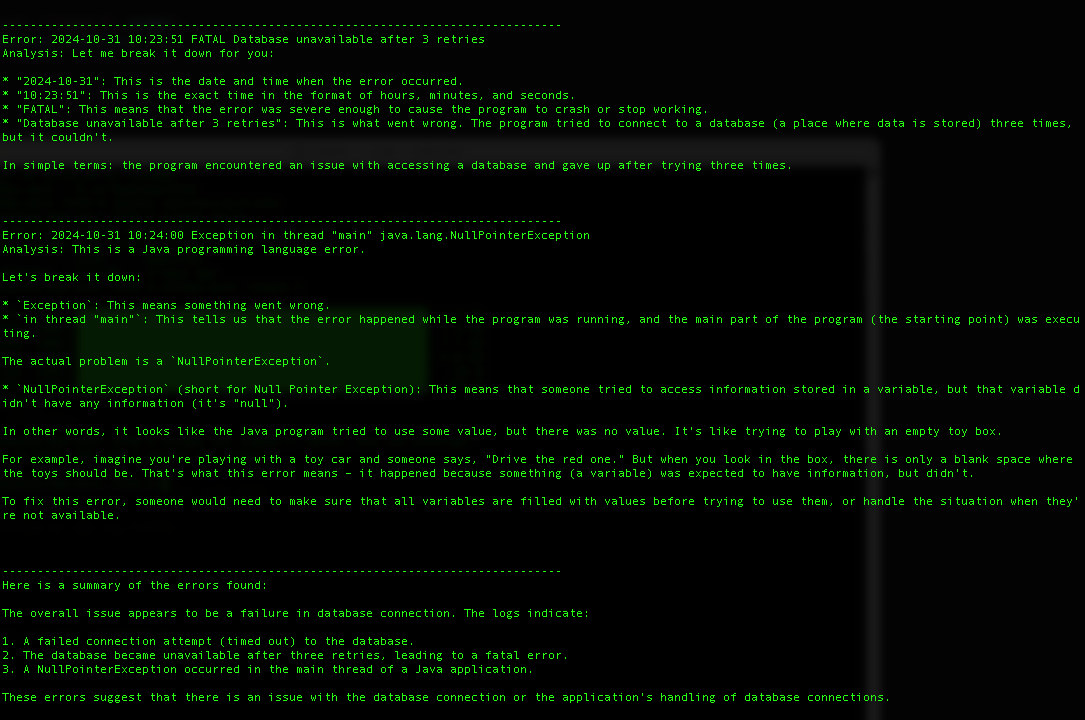 --------------------------------------------------------------------------------
Error: 2024-10-31 10:23:51 FATAL Database unavailable after 3 retries
Analysis: Let me break it down for you:
* "2024-10-31": This is the date and time when the error occurred.
* "10:23:51": This is the exact time in the format of hours, minutes, and seconds.
* "FATAL": This means that the error was severe enough to cause the program to crash or stop working.
* "Database unavailable after 3 retries": This is what went wrong. The program tried to connect to a database (a place where data is stored) three times,
but it couldn't.
In simple terms: the program encountered an issue with accessing a database and gave up after trying three times.
--------------------------------------------------------------------------------
Error: 2024-10-31 10:24:00 Exception in thread "main" java.lang.NullPointerException
Analysis: This is a Java programming language error.
Let's break it down:
* `Exception`: This means something went wrong.
* `in thread "main"`: This tells us that the error happened while the program was running, and the main part of the program (the starting point) was execu
ting.
The actual problem is a `NullPointerException`.
* `NullPointerException` (short for Null Pointer Exception): This means that someone tried to access information stored in a variable, but that variable d
idn't have any information (it's "null").
In other words, it looks like the Java program tried to use some value, but there was no value. It's like trying to play with an empty toy box.
For example, imagine you're playing with a toy car and someone says, "Drive the red one." But when you look in the box, there is only a blank space where
the toys should be. That's what this error means – it happened because something (a variable) was expected to have information, but didn't.
To fix this error, someone would need to make sure that all variables are filled with values before trying to use them, or handle the situation when they'
re not available.
--------------------------------------------------------------------------------
Here is a summary of the errors found:
The overall issue appears to be a failure in database connection. The logs indicate:
1. A failed connection attempt (timed out) to the database.
2. The database became unavailable after three retries, leading to a fatal error.
3. A NullPointerException occurred in the main thread of a Java application.
These errors suggest that there is an issue with the database connection or the application's handling of database connections.